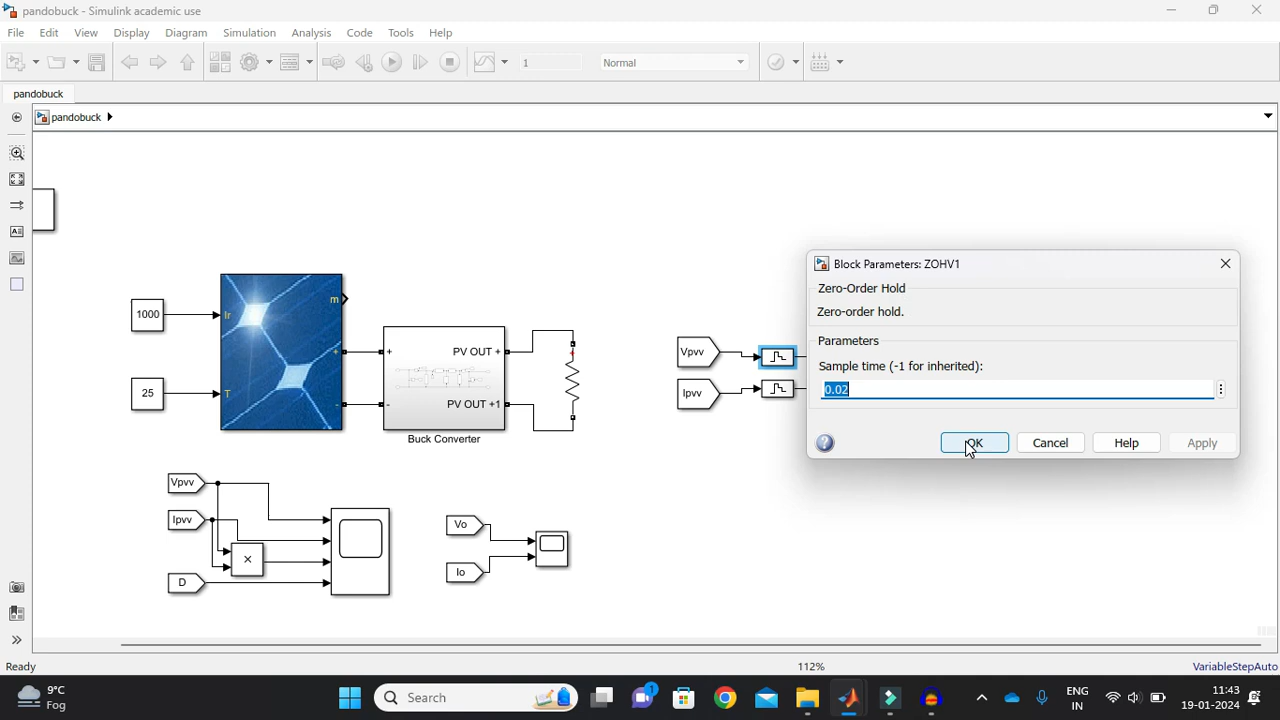 pandobuck - Simulink academic use
File Edit View Display Diagram Simulation Analysis Code Tools Help
1 Normal
pandobuck
pandobuck
1000
25
Ir
T
m
+
-
+ PV OUT +
- PV OUT +1
Buck Converter
Vpvv
Ipvv
Block Parameters: ZOHV1
Zero-Order Hold
Zero-order hold.
Parameters
Sample time (-1 for inherited):
0.02
OK Cancel Help Apply
Vpvv
Ipvv
×
D
Vo
Io
Ready 112% VariableStepAuto
9°C
Fog
Search
1
ENG
IN
11:43
19-01-2024